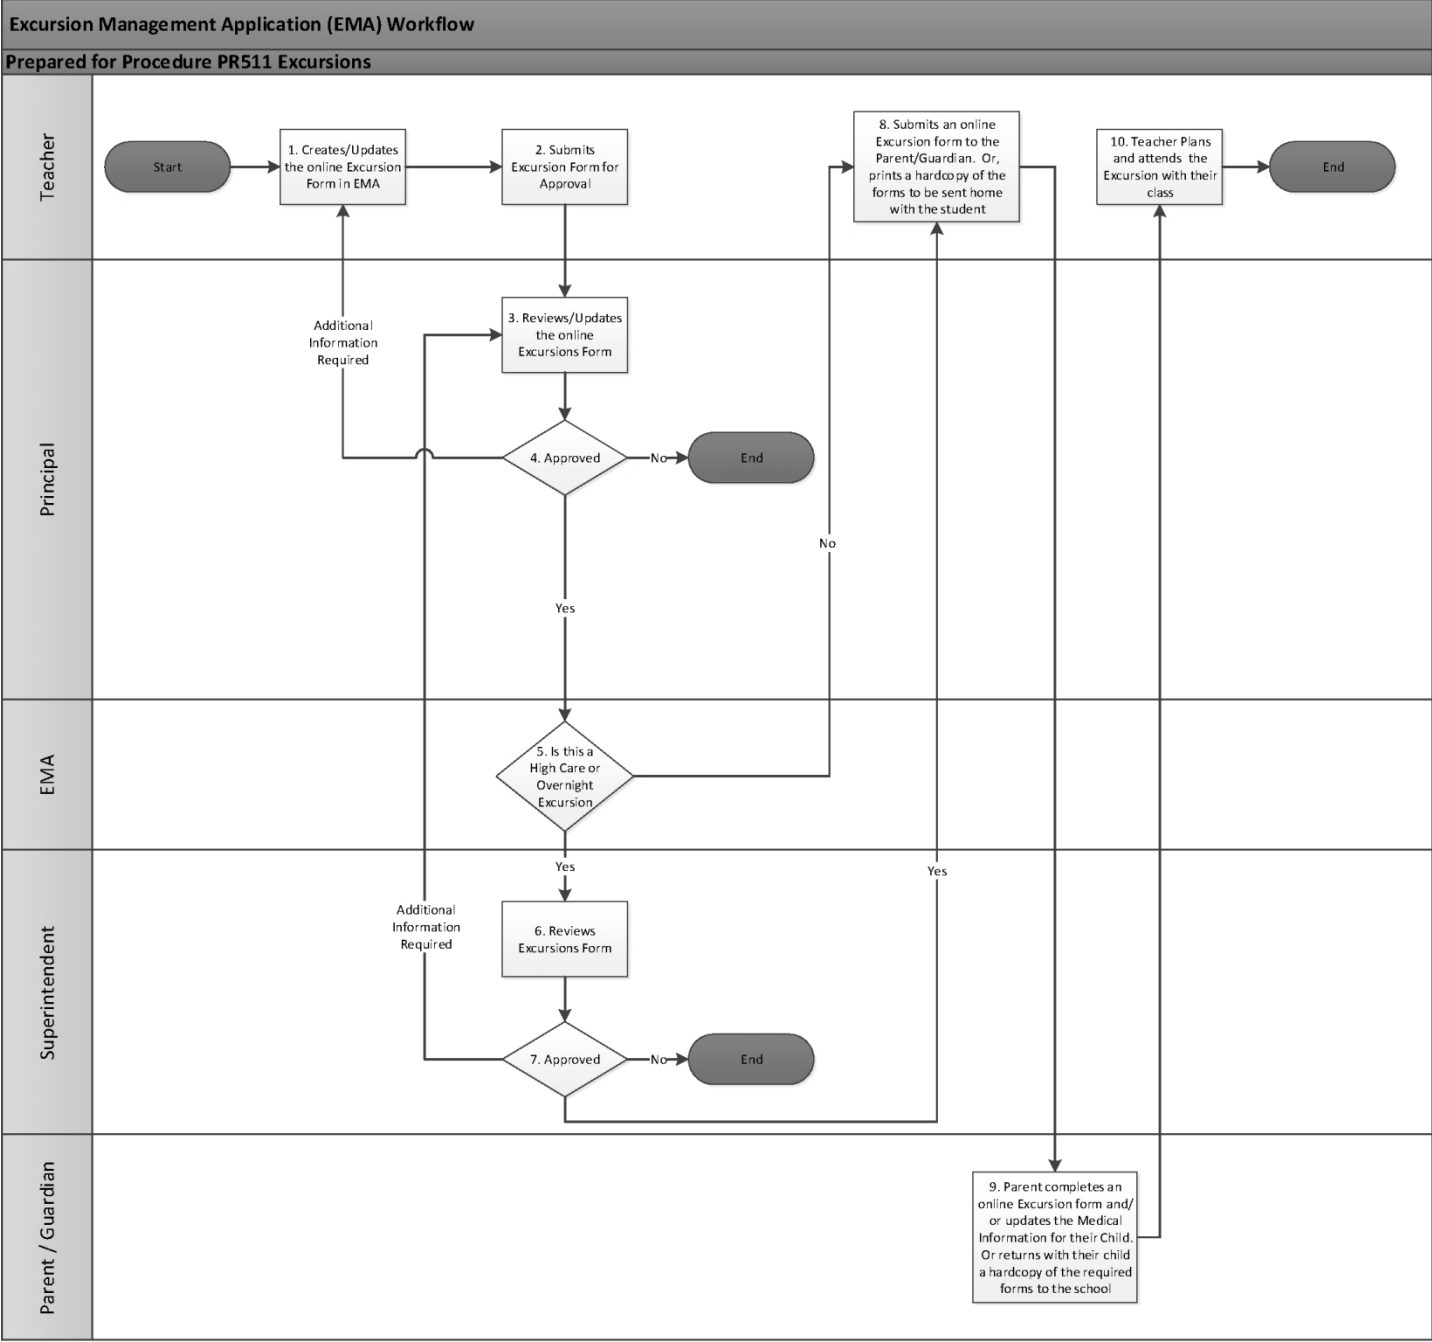 Excursion Management Application (EMA) Workflow
Prepared for Procedure PR511 Excursions
Teacher
Start
1. Creates/Updates
the online Excursion
Form in EMA
2. Submits
Excursion Form for
Approval
8. Submits an online
Excursion form to the
Parent/Guardian. Or,
prints a hardcopy of the
forms to be sent home
with the student
10. Teacher Plans
and attends the
Excursion with their
class
End
Principal
Additional
Information
Required
3. Reviews/Updates
the online
Excursions Form
4. Approved
No
End
No
Yes
EMA
5. Is this a
High Care or
Overnight
Excursion
Superintendent
Yes
Yes
Additional
Information
Required
6. Reviews
Excursions Form
7. Approved
No
End
Parent / Guardian
9. Parent completes an
online Excursion form and/
or updates the Medical
Information for their Child.
Or returns with their child
a hardcopy of the required
forms to the school